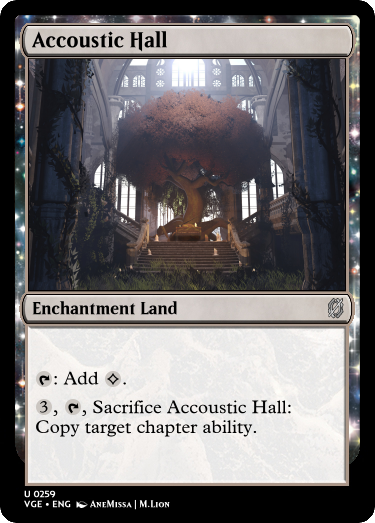 Accoustic Hall
Enchantment Land
: Add .
3, , Sacrifice Accoustic Hall:
Copy target chapter ability.
U 0259
VGE • ENG AneMissa | M.Lion